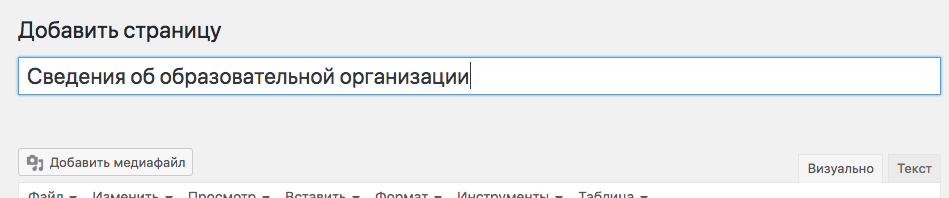 Добавить страницу
Сведения об образовательной организации
Добавить медиафайл
Визуально Текст
Файл Изменить Просмотр Вставить Формат Инструменты Таблица